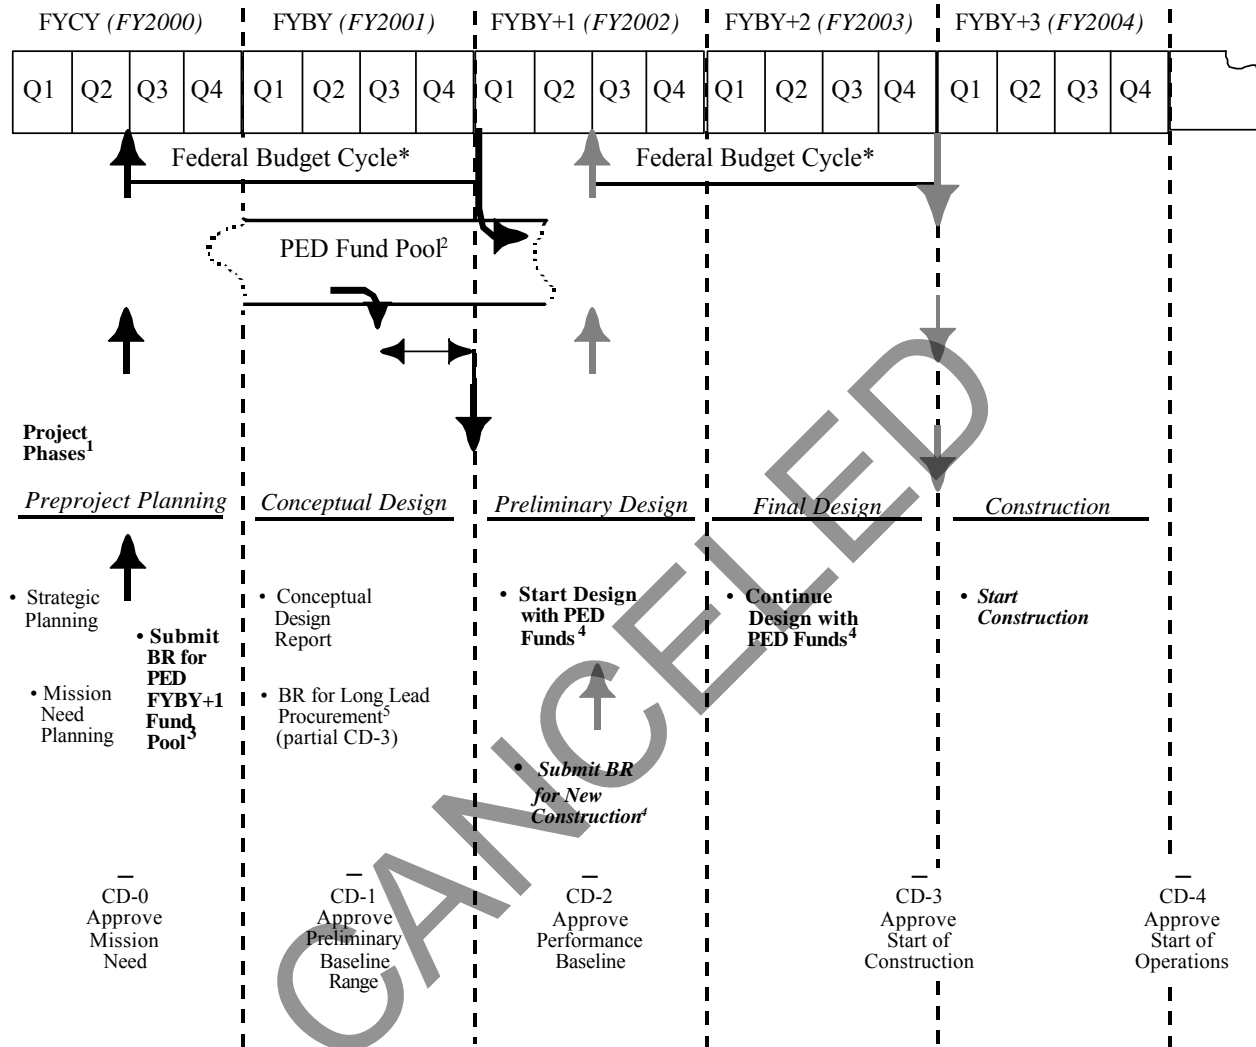 FYCY (FY2000) FYBY (FY2001) FYBY+1 (FY2002) FYBY+2 (FY2003) FYBY+3 (FY2004)
Q1 Q2 Q3 Q4 Q1 Q2 Q3 Q4 Q1 Q2 Q3 Q4 Q1 Q2 Q3 Q4 Q1 Q2 Q3 Q4
Federal Budget Cycle* Federal Budget Cycle*
PED Fund Pool²
Project
Phases¹
Preproject Planning Conceptual Design Preliminary Design Final Design Construction
• Strategic
Planning
• Mission
Need
Planning
• Submit
BR for
PED
FYBY+1
Fund
Pool³
• Conceptual
Design
Report
• BR for Long Lead
Procurement⁵
(partial CD-3)
• Start Design
with PED
Funds⁴
• Submit BR
for New
Construction⁴
• Continue
Design with
PED Funds⁴
• Start
Construction
CD-0
Approve
Mission
Need
CD-1
Approve
Preliminary
Baseline
Range
CD-2
Approve
Performance
Baseline
CD-3
Approve
Start of
Construction
CD-4
Approve
Start of
Operations
CANCELED